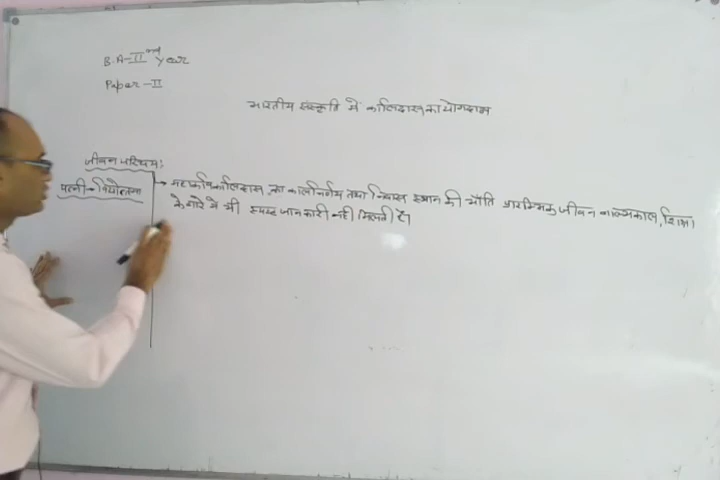 B.A-II nd Year
Paper-II
भारतीय संस्कृति में कालिदास का योगदान
जीवन परिचय:
पत्नी - विद्योत्तमा
→ महाकवि कालिदास का कालनिर्णय तथा निवास स्थान की भाँति आरम्भिक जीवन बाल्यकाल, शिक्षा
के बारे मे भी स्पष्ट जानकारी नही मिलती है।